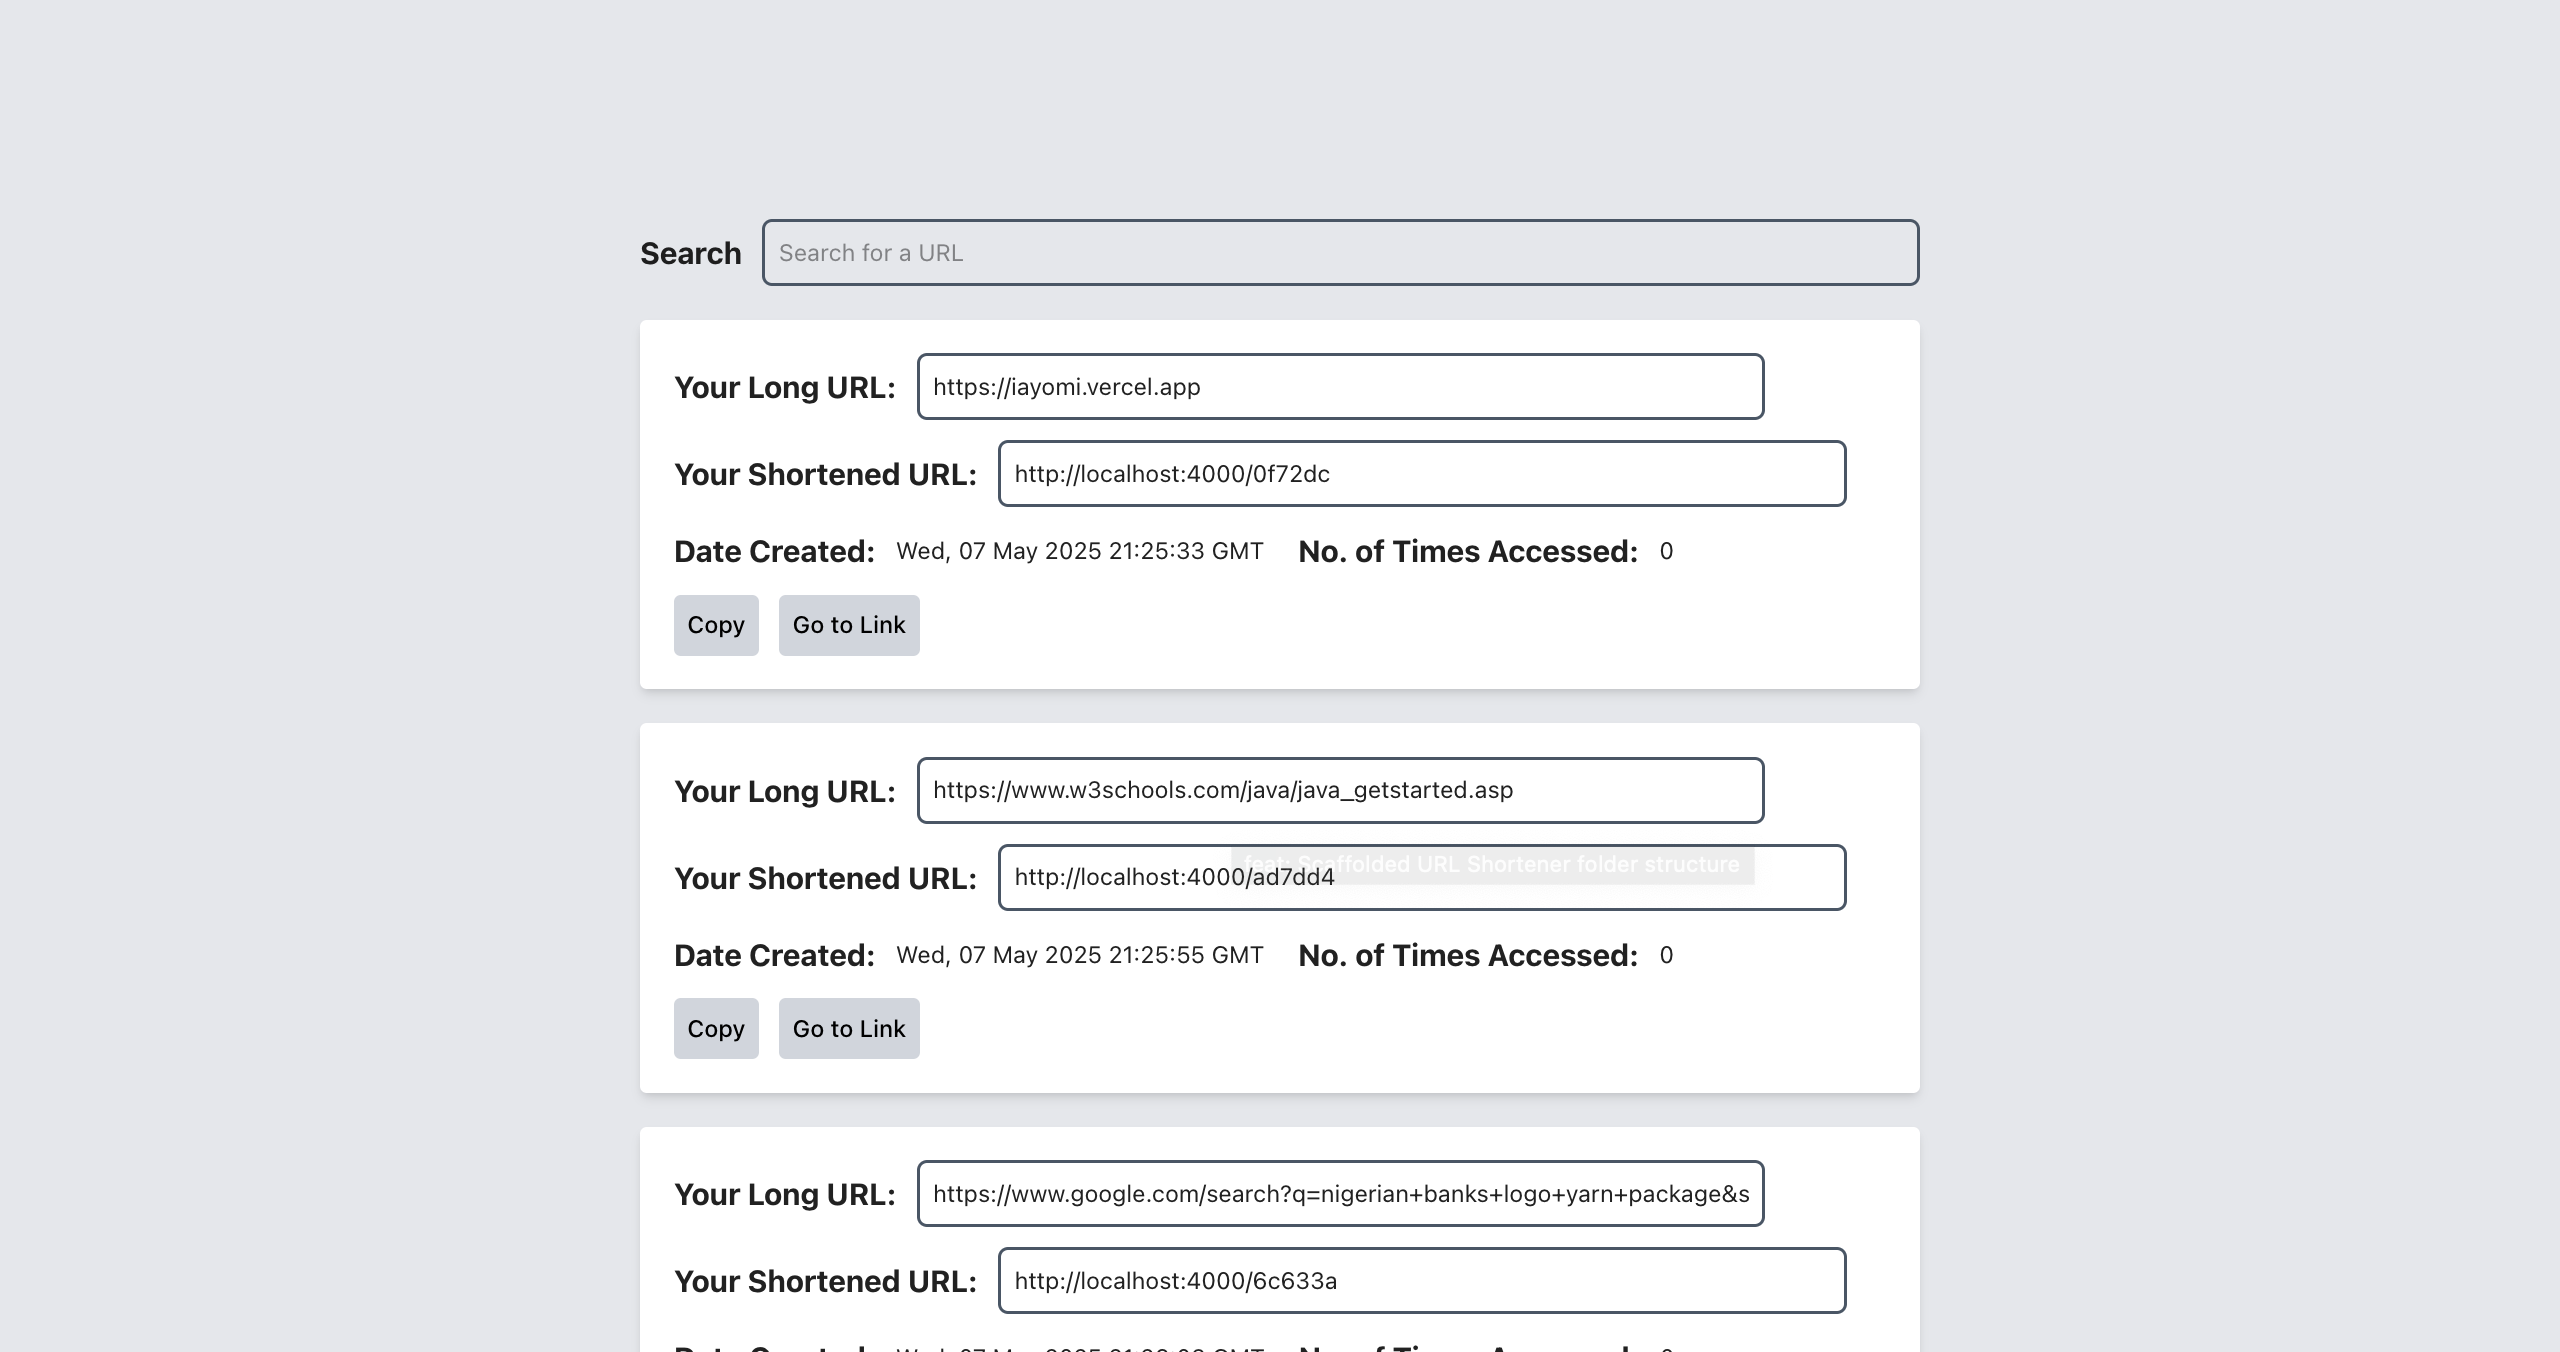 Search Search for a URL
Your Long URL: https://iayomi.vercel.app
Your Shortened URL: http://localhost:4000/0f72dc
Date Created: Wed, 07 May 2025 21:25:33 GMT No. of Times Accessed: 0
Copy Go to Link
Your Long URL: https://www.w3schools.com/java/java_getstarted.asp
feat: Scaffolded URL Shortener folder structure
Your Shortened URL: http://localhost:4000/ad7dd4
Date Created: Wed, 07 May 2025 21:25:55 GMT No. of Times Accessed: 0
Copy Go to Link
Your Long URL: https://www.google.com/search?q=nigerian+banks+logo+yarn+package&s
Your Shortened URL: http://localhost:4000/6c633a